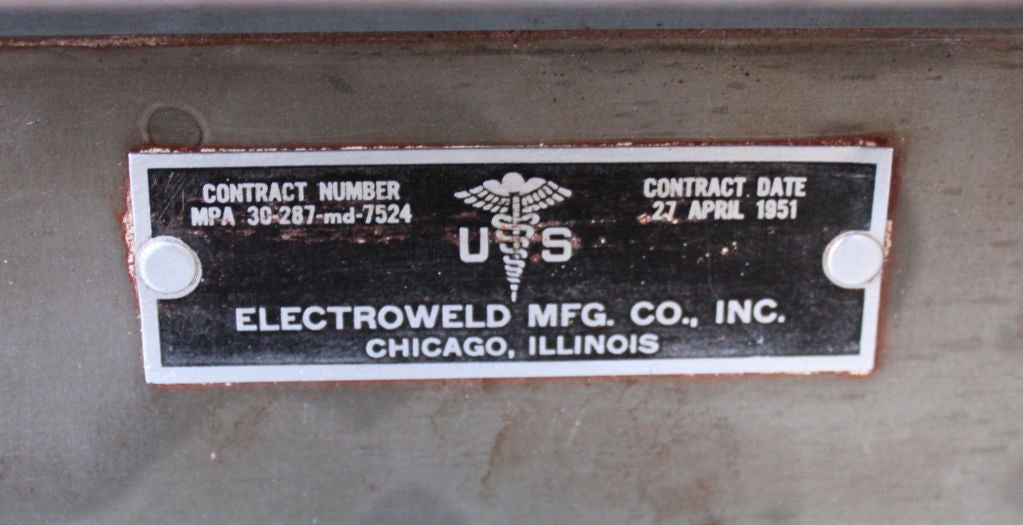 CONTRACT NUMBER
MPA 30-287-md-7524
CONTRACT DATE
27 APRIL 1951
U S
ELECTROWELD MFG. CO., INC.
CHICAGO, ILLINOIS